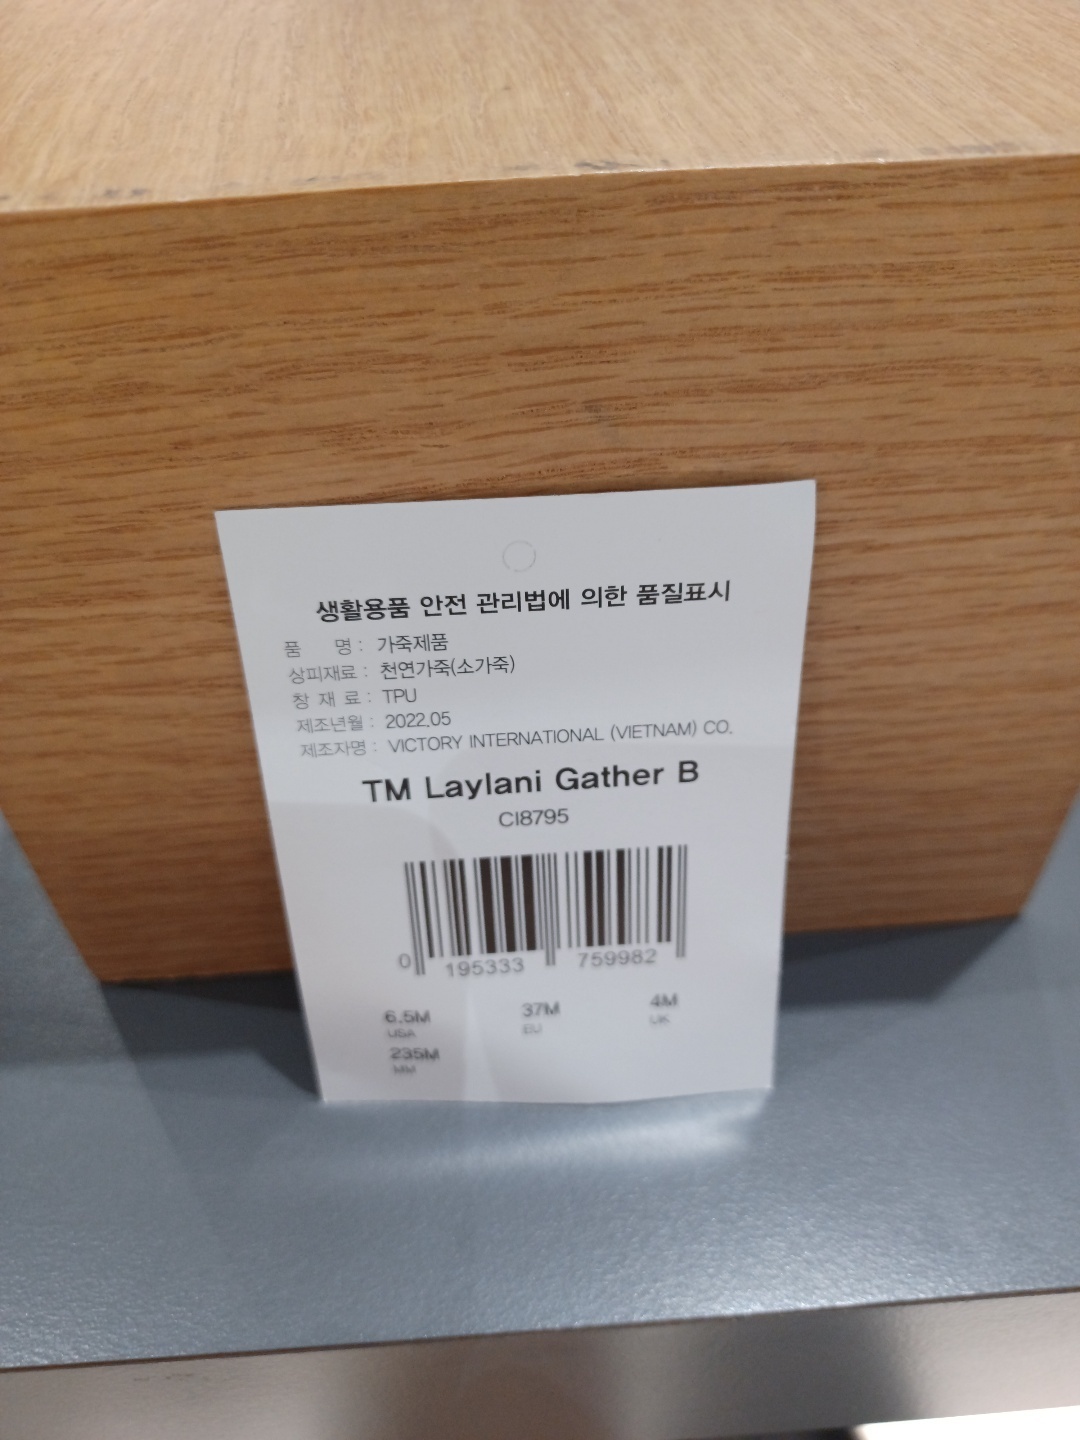 생활용품 안전 관리법에 의한 품질표시
품 명 : 가죽제품
상피재료 : 천연가죽(소가죽)
창 재 료 : TPU
제조년월 : 2022.05
제조자명 : VICTORY INTERNATIONAL (VIETNAM) CO.
TM Laylani Gather B
CI8795
0 195333 759982
6.5M 37M 4M
USA EU UK
235M
MM